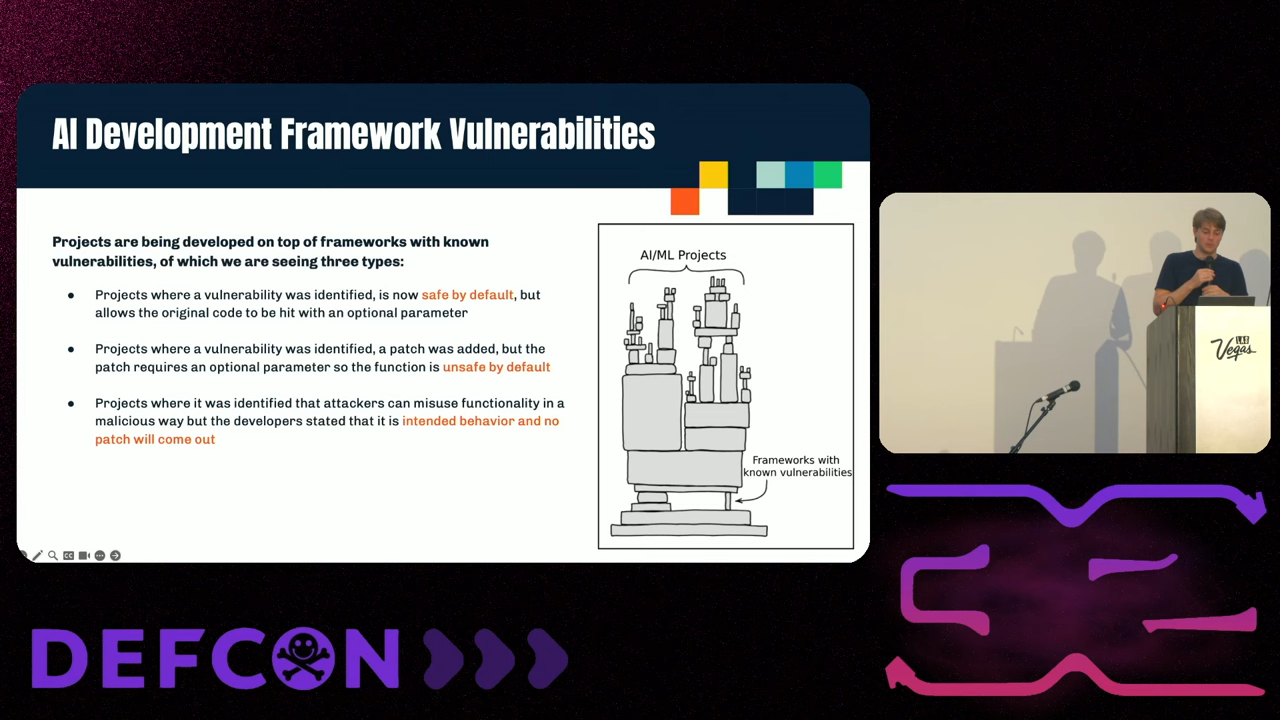 AI Development Framework Vulnerabilities
Projects are being developed on top of frameworks with known
vulnerabilities, of which we are seeing three types:
● Projects where a vulnerability was identified, is now safe by default, but
allows the original code to be hit with an optional parameter
● Projects where a vulnerability was identified, a patch was added, but the
patch requires an optional parameter so the function is unsafe by default
● Projects where it was identified that attackers can misuse functionality in a
malicious way but the developers stated that it is intended behavior and no
patch will come out
AI/ML Projects
Frameworks with
known vulnerabilities
CC
LAS
Vegas
DEFCON